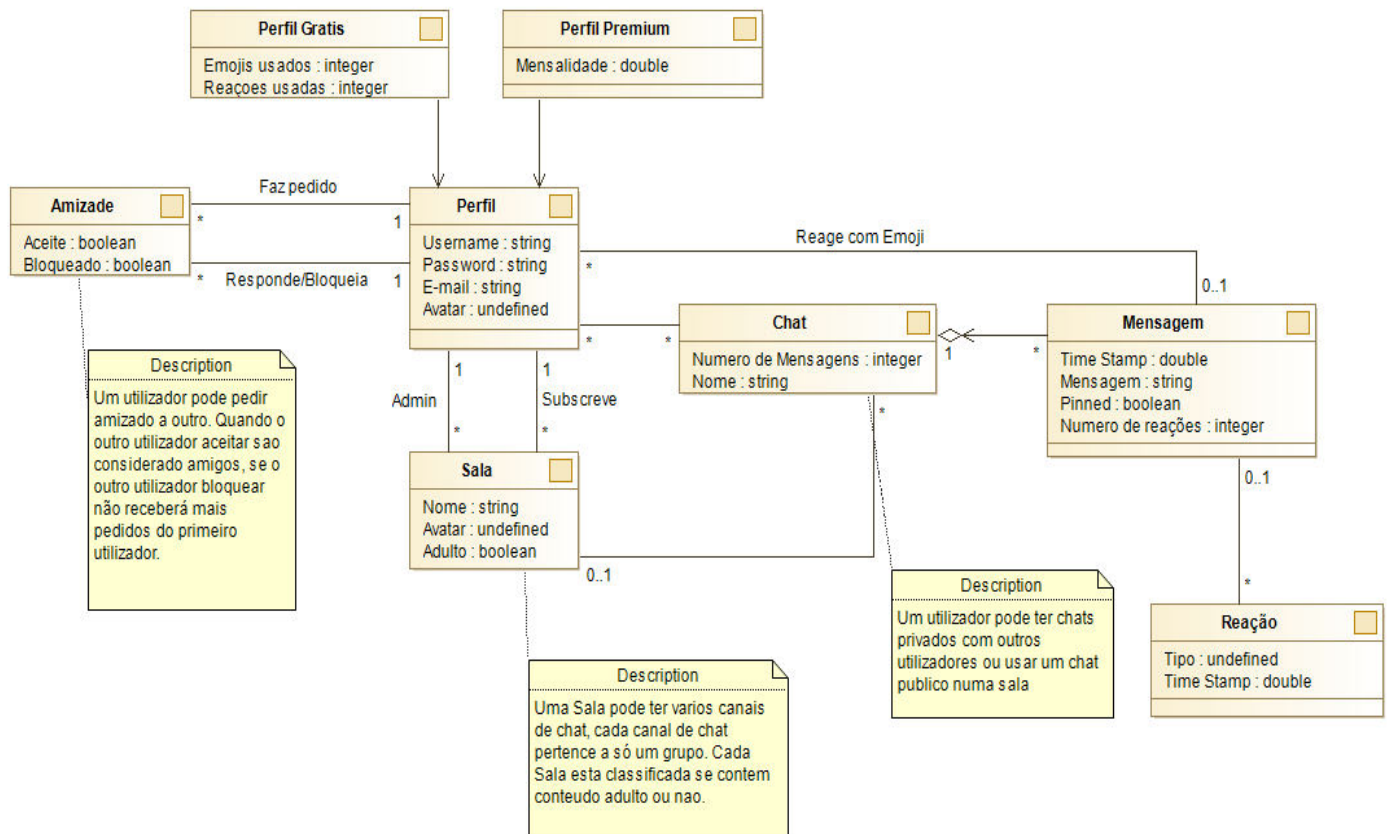 Perfil Gratis
Emojis usados : integer
Reaçoes usadas : integer
Perfil Premium
Mensalidade : double
Amizade
Aceite : boolean
Bloqueado : boolean
Faz pedido
*
1
Responde/Bloqueia
*
1
Perfil
Username : string
Password : string
E-mail : string
Avatar : undefined
Reage com Emoji
*
0..1
*
*
Chat
Numero de Mensagens : integer
Nome : string
1
*
Mensagem
Time Stamp : double
Mensagem : string
Pinned : boolean
Numero de reações : integer
Admin
1
*
Subscreve
1
*
Sala
Nome : string
Avatar : undefined
Adulto : boolean
0..1
*
0..1
*
Reação
Tipo : undefined
Time Stamp : double
Description
Um utilizador pode pedir
amizado a outro. Quando o
outro utilizador aceitar sao
considerado amigos, se o
outro utilizador bloquear
não receberá mais
pedidos do primeiro
utilizador.
Description
Um utilizador pode ter chats
privados com outros
utilizadores ou usar um chat
publico numa sala
Description
Uma Sala pode ter varios canais
de chat, cada canal de chat
pertence a só um grupo. Cada
Sala esta classificada se contem
conteudo adulto ou nao.